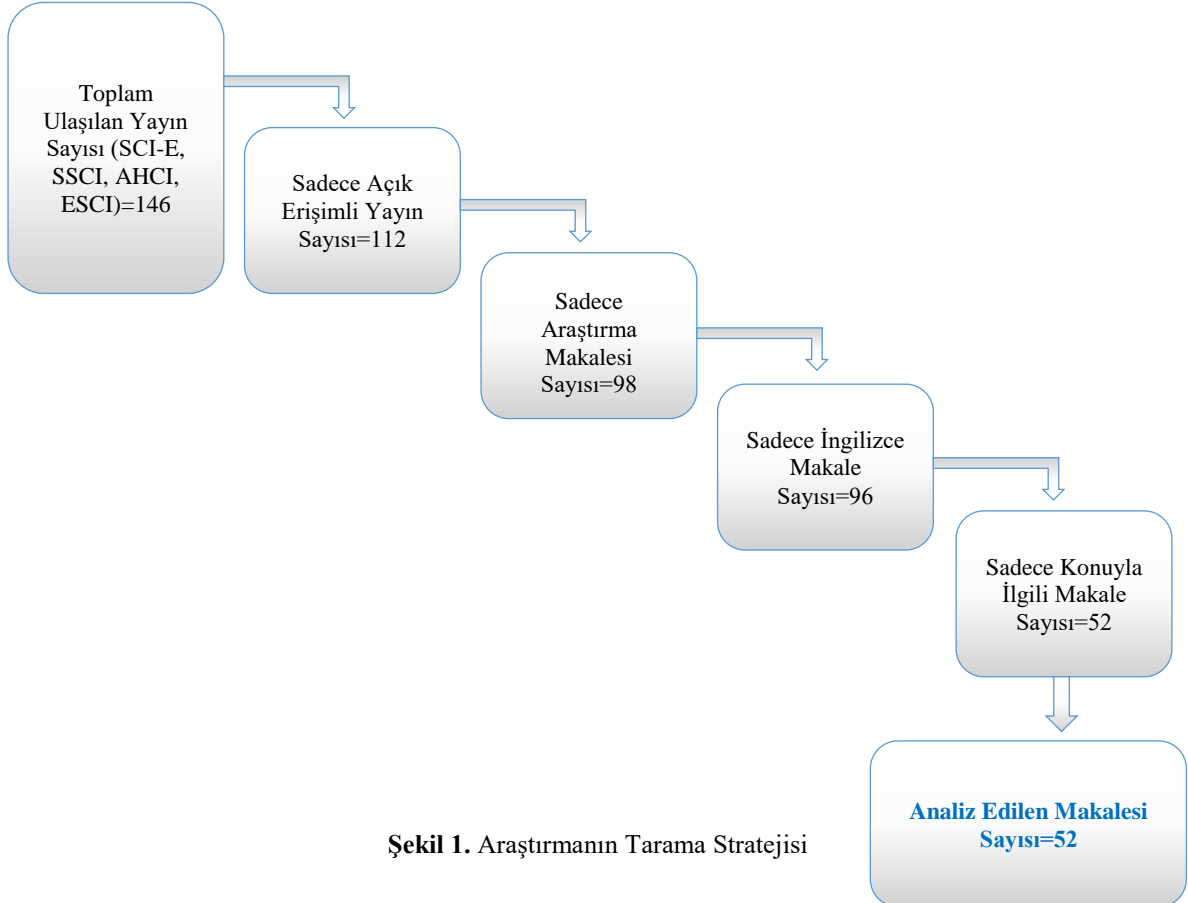 Toplam
Ulaşılan Yayın
Sayısı (SCI-E,
SSCI, AHCI,
ESCI)=146
Sadece Açık
Erişimli Yayın
Sayısı=112
Sadece
Araştırma
Makalesi
Sayısı=98
Sadece İngilizce
Makale
Sayısı=96
Sadece Konuyla
İlgili Makale
Sayısı=52
Analiz Edilen Makalesi
Sayısı=52
Şekil 1. Araştırmanın Tarama Stratejisi